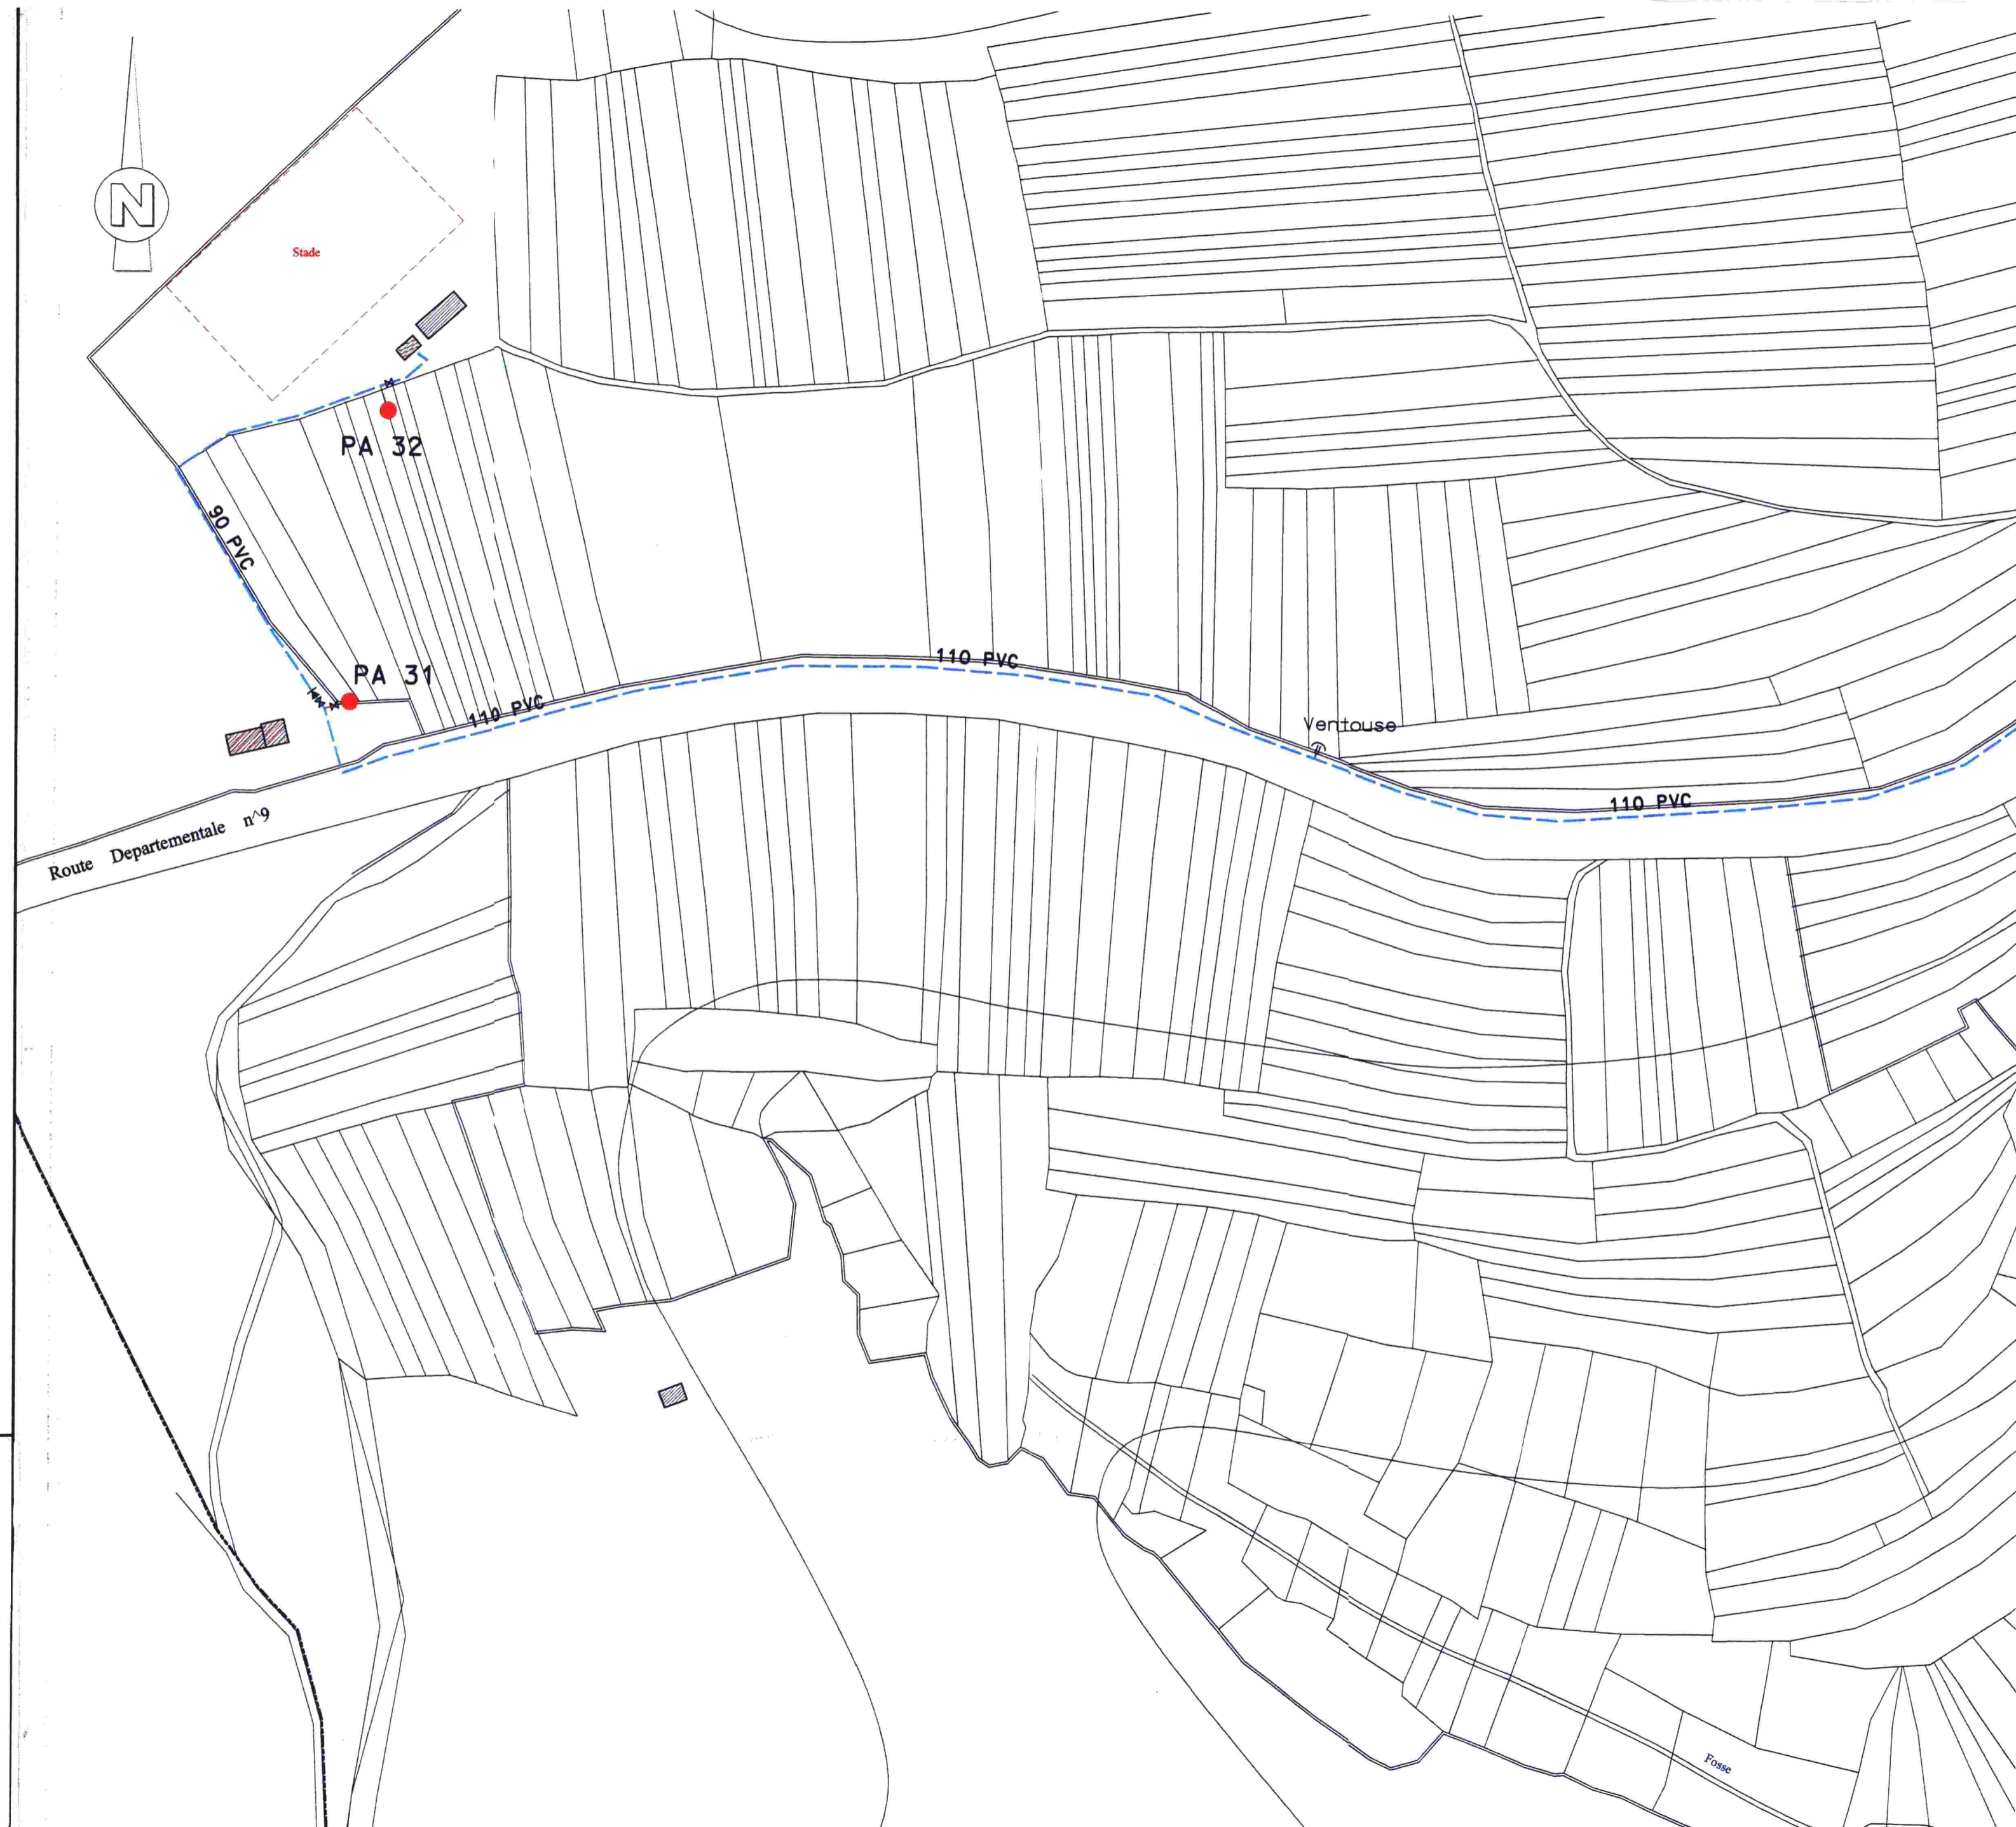 N
Stade
PA 32
90 PVC
PA 31
110 PVC
110 PVC
Ventouse
110 PVC
Route Departementale n^9
Fosse